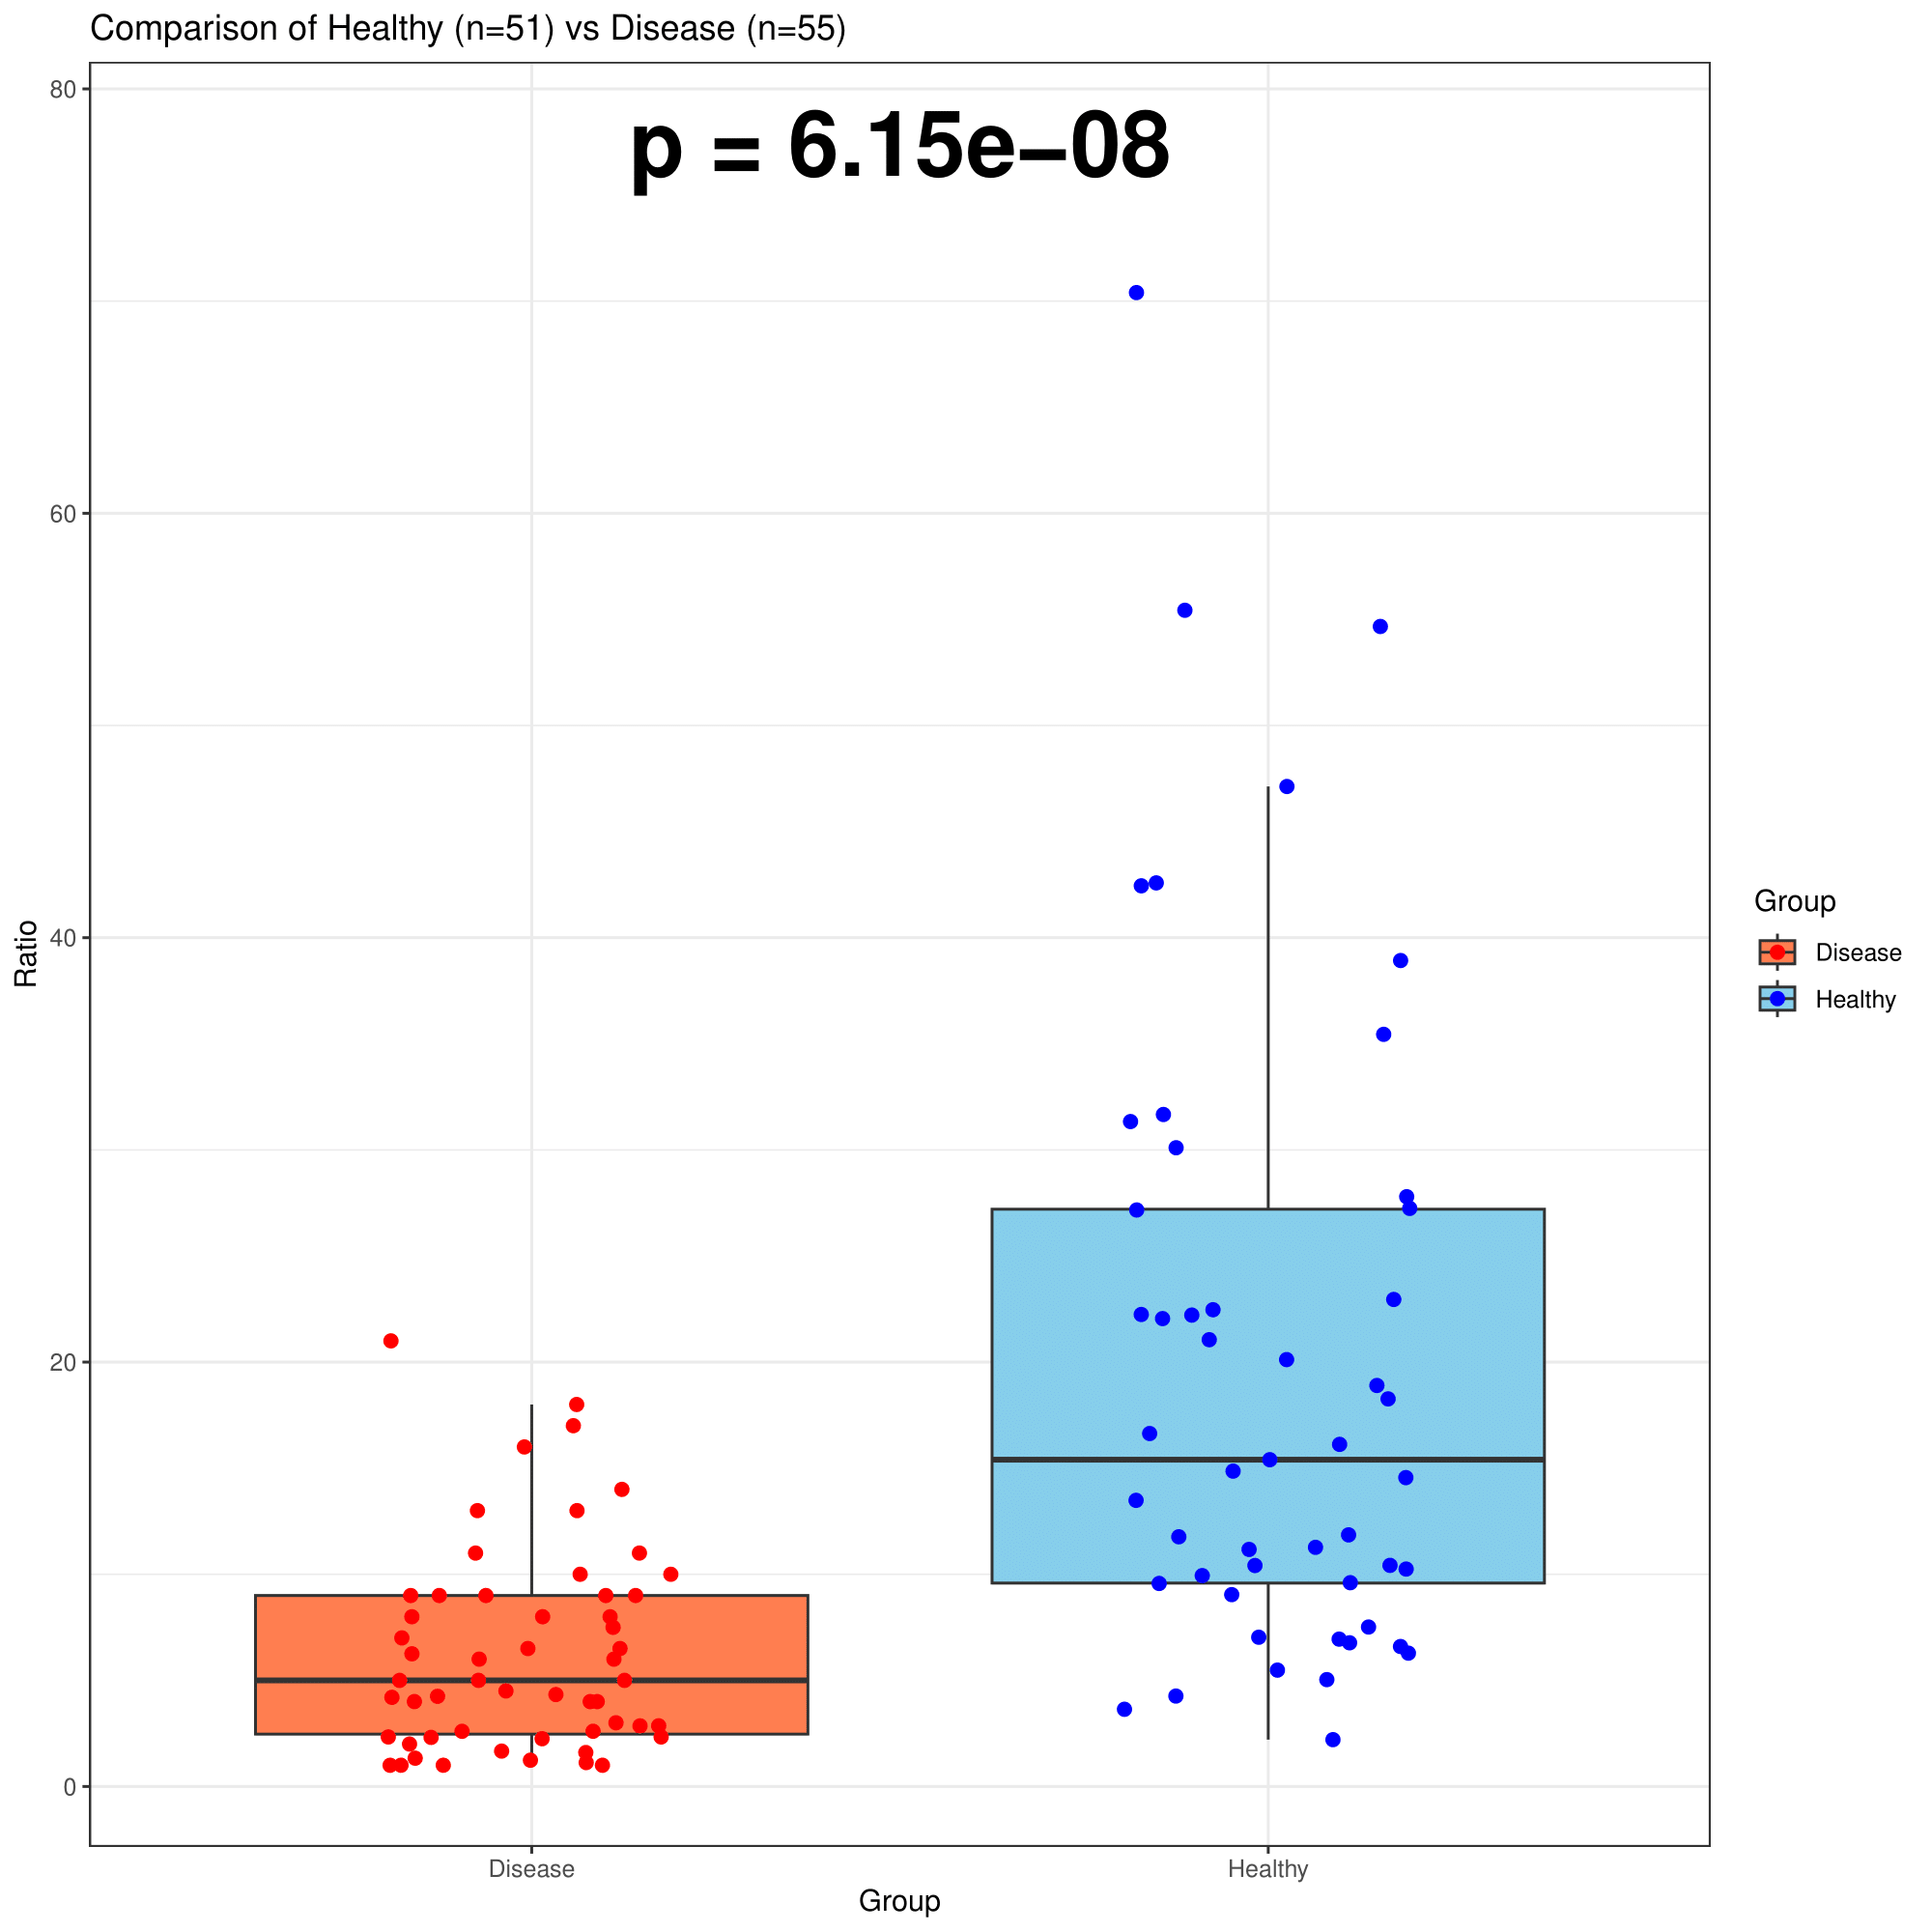 Comparison of Healthy (n=51) vs Disease (n=55)
p = 6.15e−08
80
60
40
20
0
Ratio
Disease
Healthy
Group
Group
Disease
Healthy